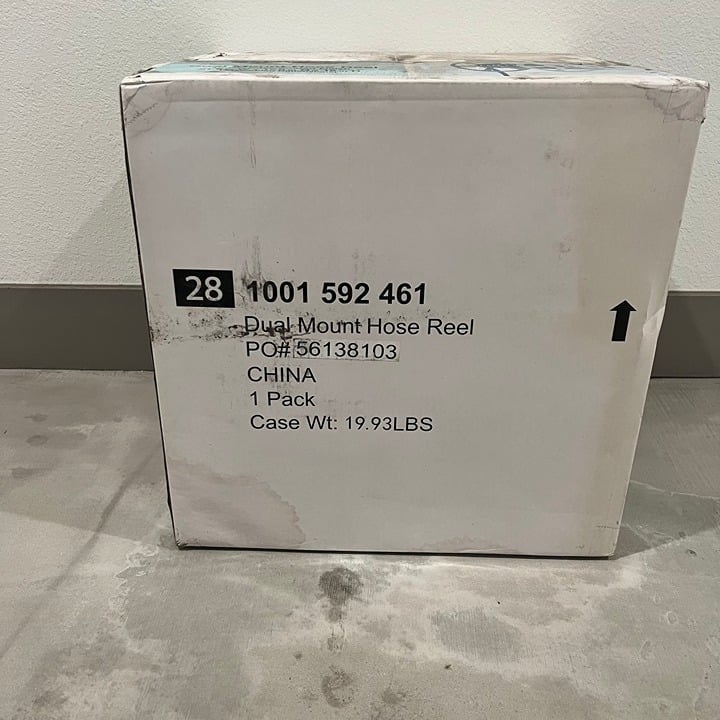 28 1001 592 461
Dual Mount Hose Reel
PO# 56138103
CHINA
1 Pack
Case Wt: 19.93LBS